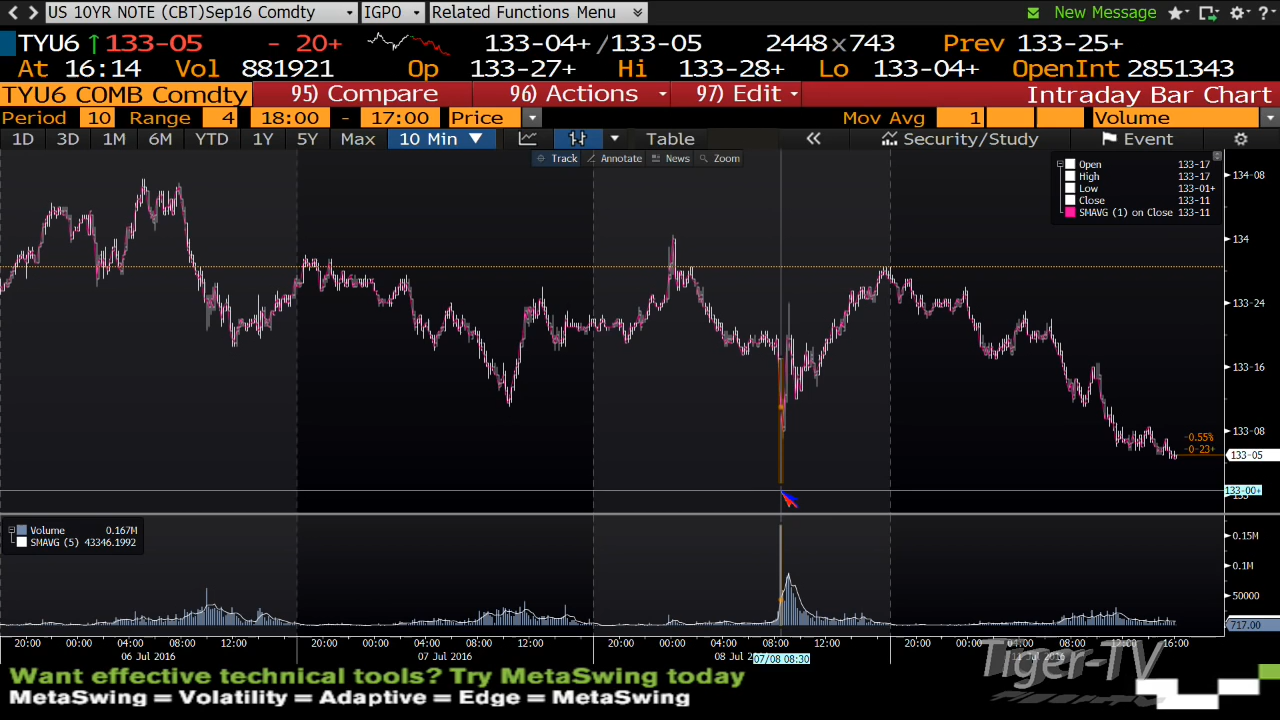 US 10YR NOTE (CBT)Sep16 Comdty IGPO Related Functions Menu New Message
TYU6 133-05 - 20+ 133-04+ /133-05 2448 x 743 Prev 133-25+
At 16:14 Vol 881921 Op 133-27+ Hi 133-28+ Lo 133-04+ OpenInt 2851343
TYU6 COMB Comdty 95) Compare 96) Actions 97) Edit Intraday Bar Chart
Period 10 Range 4 18:00 - 17:00 Price Mov Avg 1 Volume
1D 3D 1M 6M YTD 1Y 5Y Max 10 Min Table Security/Study Event
Track Annotate News Zoom
Open 133-17
High 133-17
Low 133-01+
Close 133-11
SMAVG (1) on Close 133-11
134-08
134
133-24
133-16
133-08
-0.55%
-0-23+
133-05
133-00+
Volume 0.167M
SMAVG (5) 43346.1992
0.15M
0.1M
50000
717.00
20:00 00:00 04:00 08:00 12:00 20:00 00:00 04:00 08:00 12:00 20:00 00:00 04:00 08:00 12:00 20:00 00:00 04:00 08:00 12:00 16:00
06 Jul 2016 07 Jul 2016 08 Jul 07/08 08:30 11 Jul 2016
Tiger-TV
Want effective technical tools? Try MetaSwing today
MetaSwing = Volatility = Adaptive = Edge = MetaSwing